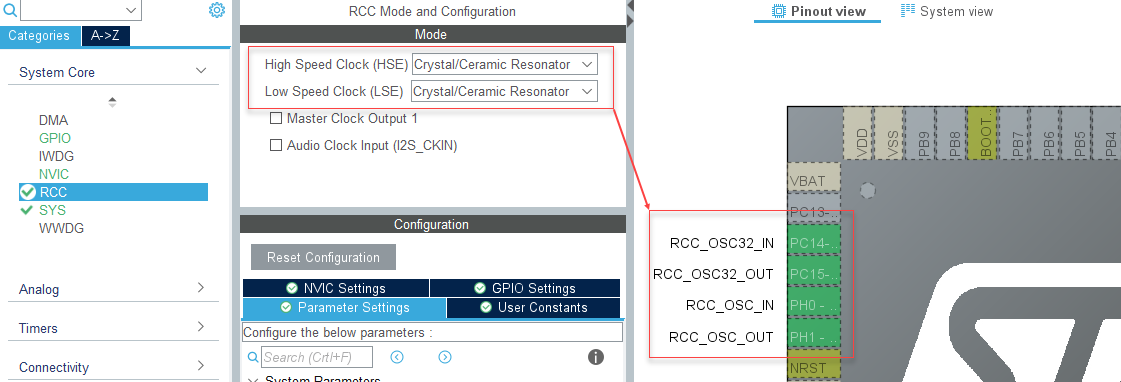 Categories
A->Z
System Core
DMA
GPIO
IWDG
NVIC
RCC
SYS
WWDG
Analog
Timers
Connectivity
RCC Mode and Configuration
Mode
High Speed Clock (HSE) Crystal/Ceramic Resonator
Low Speed Clock (LSE) Crystal/Ceramic Resonator
Master Clock Output 1
Audio Clock Input (I2S_CKIN)
Configuration
Reset Configuration
NVIC Settings
GPIO Settings
Parameter Settings
User Constants
Configure the below parameters :
Search (Crtl+F)
System Parameters
Pinout view
System view
VDD
VSS
PB9
PB8
BOOT...
PB7
PB6
PB5
PB4
VBAT
PC13-...
RCC_OSC32_IN PC14-...
RCC_OSC32_OUT PC15-...
RCC_OSC_IN PH0 - ...
RCC_OSC_OUT PH1 - ...
NRST